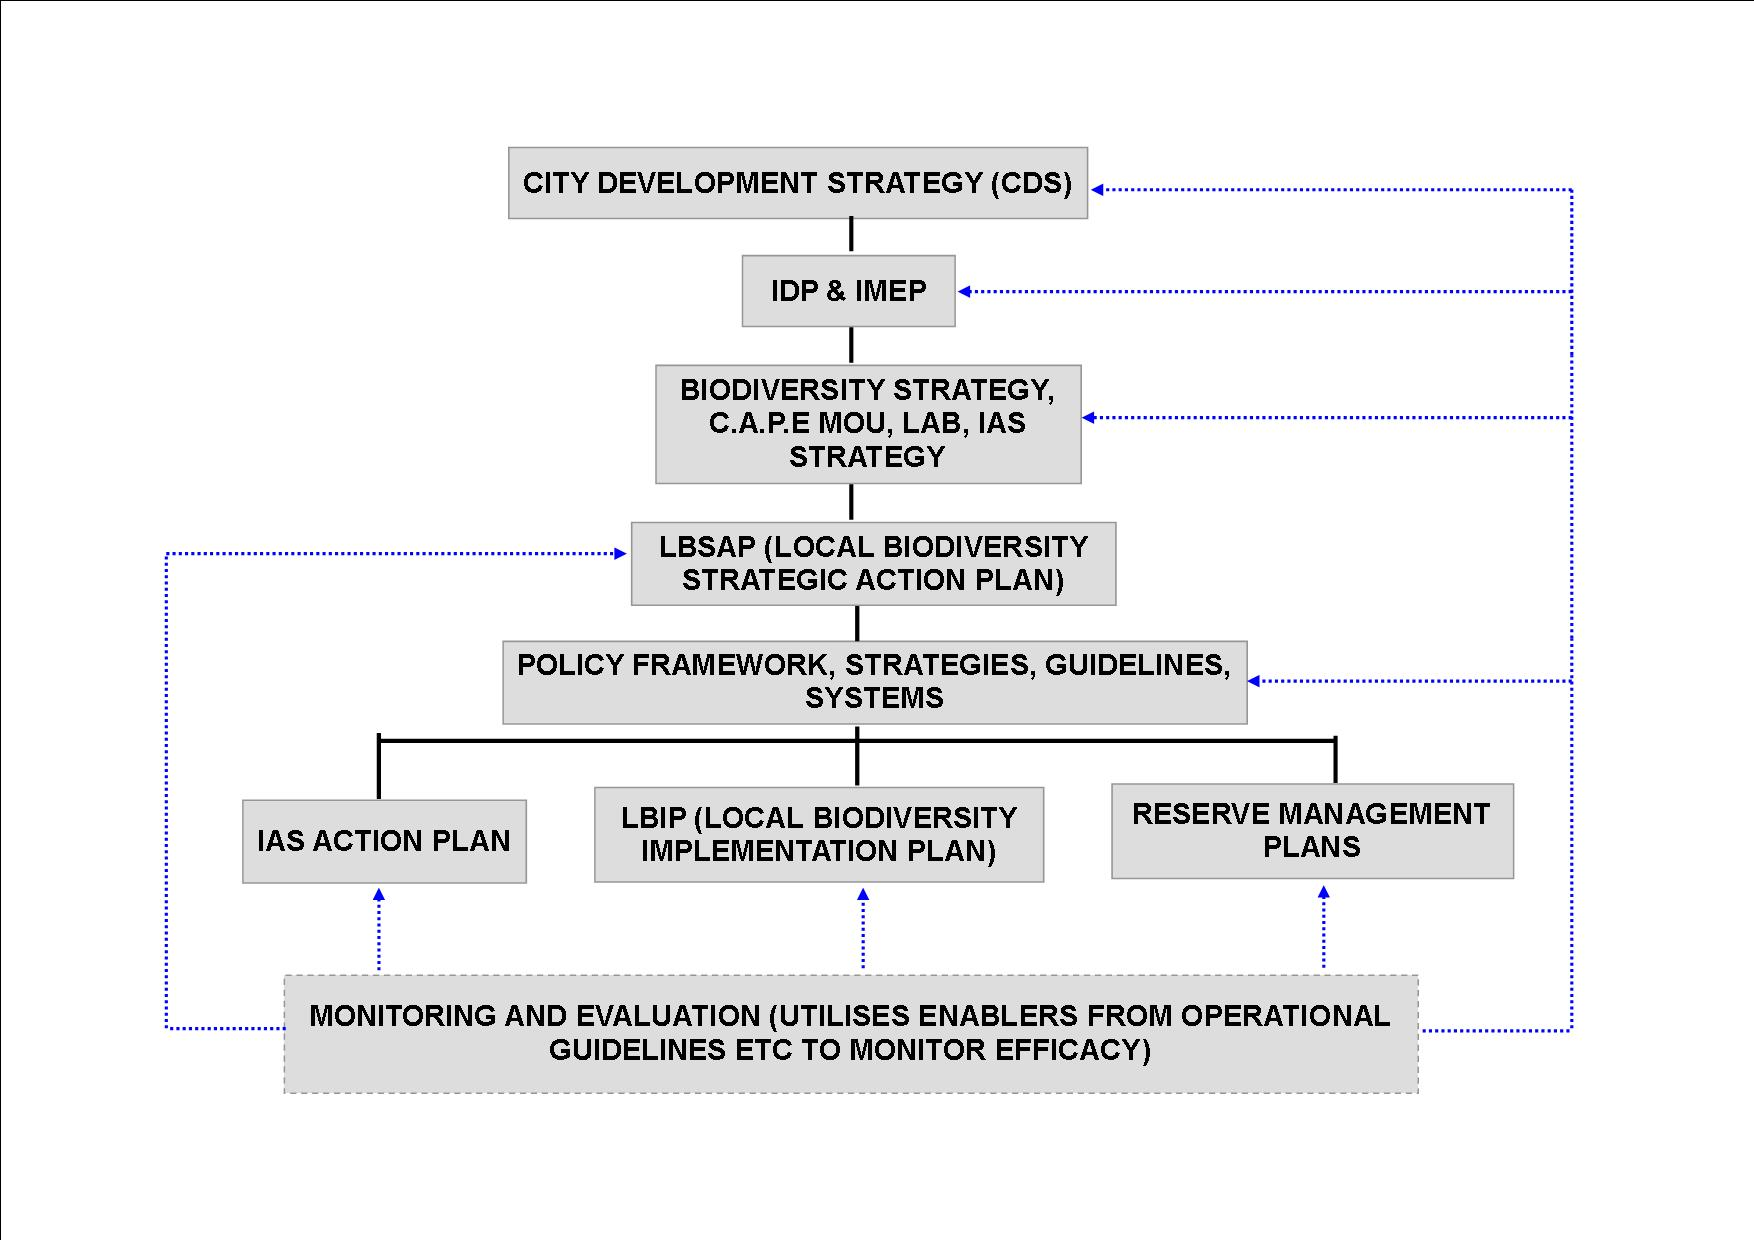 CITY DEVELOPMENT STRATEGY (CDS)
IDP & IMEP
BIODIVERSITY STRATEGY,
C.A.P.E MOU, LAB, IAS
STRATEGY
LBSAP (LOCAL BIODIVERSITY
STRATEGIC ACTION PLAN)
POLICY FRAMEWORK, STRATEGIES, GUIDELINES,
SYSTEMS
IAS ACTION PLAN
LBIP (LOCAL BIODIVERSITY
IMPLEMENTATION PLAN)
RESERVE MANAGEMENT
PLANS
MONITORING AND EVALUATION (UTILISES ENABLERS FROM OPERATIONAL
GUIDELINES ETC TO MONITOR EFFICACY)